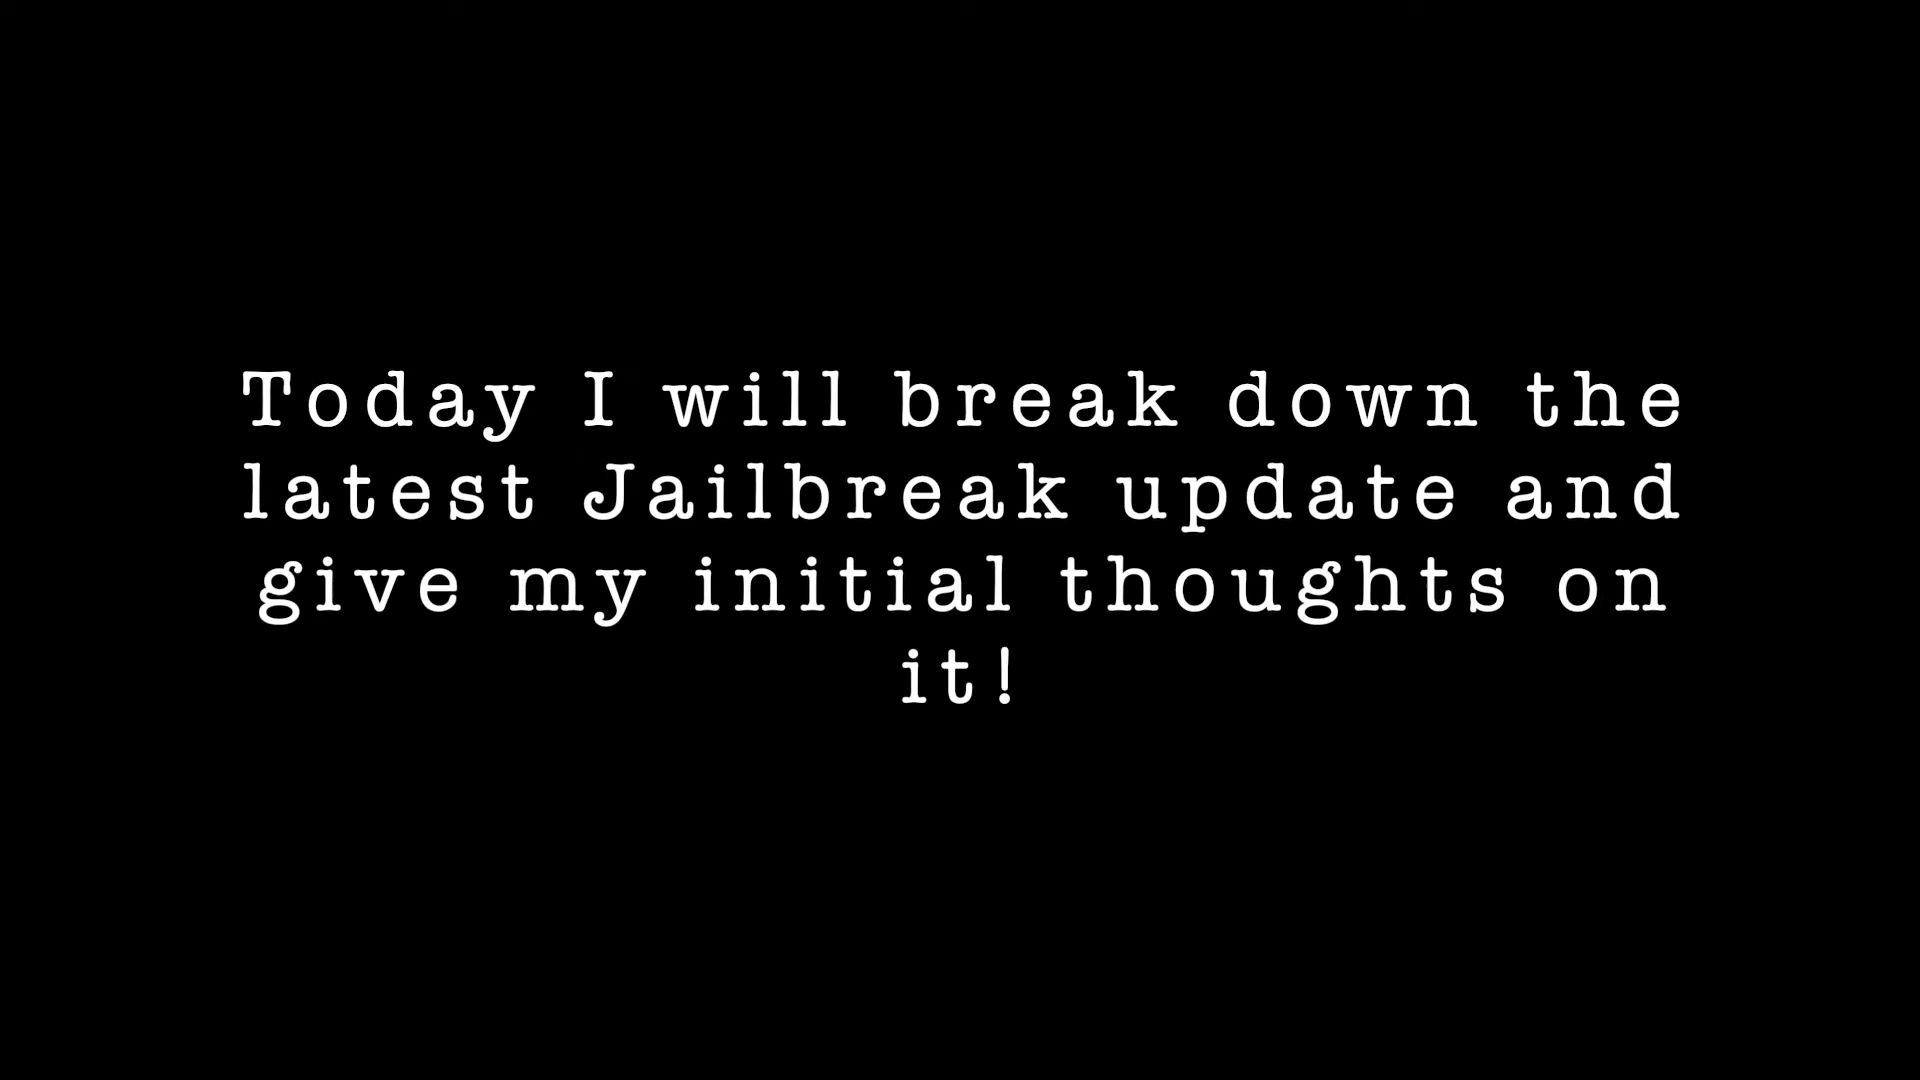 Today I will break down the
latest Jailbreak update and
give my initial thoughts on
it!